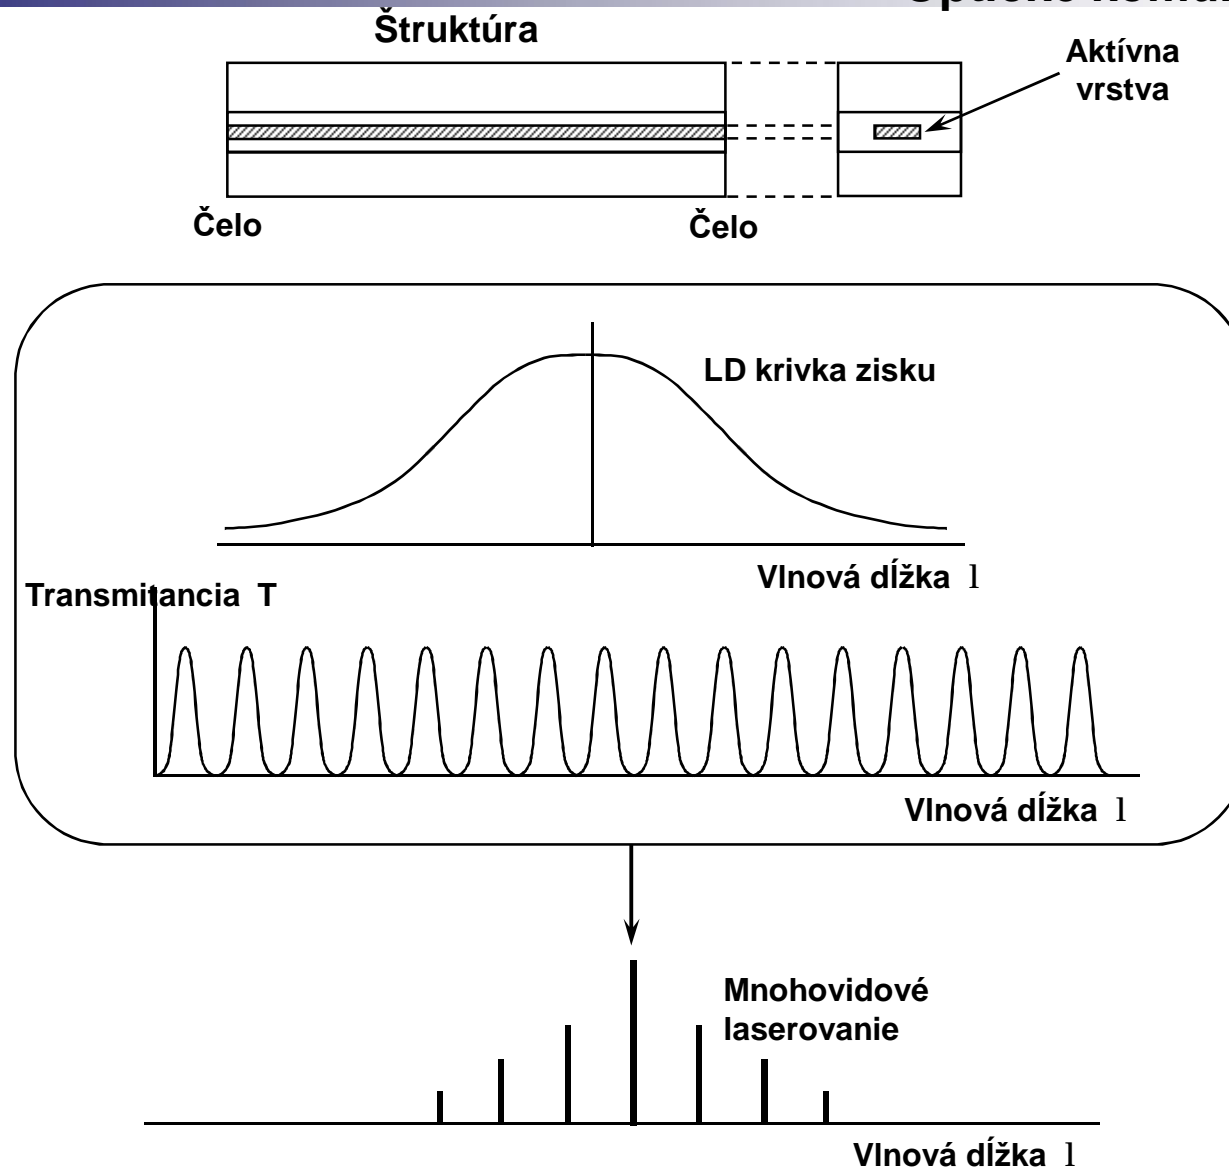 Štruktúra
Aktívna
vrstva
Čelo
Čelo
LD krivka zisku
Vlnová dĺžka l
Transmitancia T
Vlnová dĺžka l
Mnohovidové
laserovanie
Vlnová dĺžka l